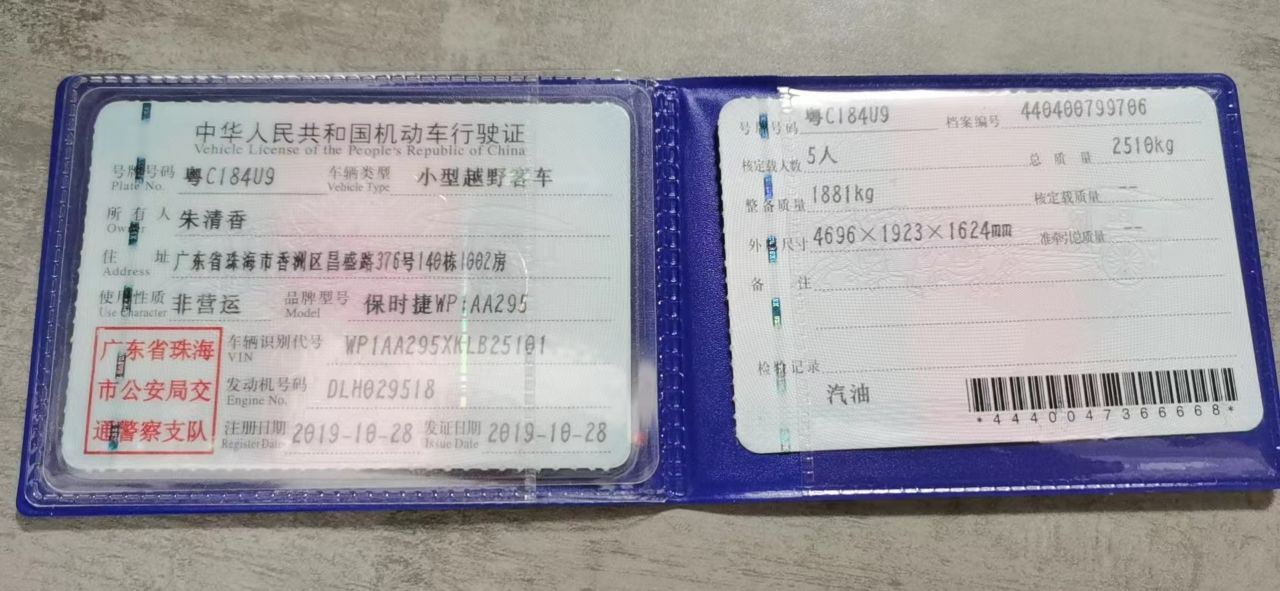 中华人民共和国机动车行驶证
Vehicle License of the People's Republic of China
号牌号码 粤C184U9 车辆类型 小型越野客车
Plate No. Vehicle Type
所有人 朱清香
Owner
住址 广东省珠海市香洲区昌盛路376号140栋1002房
Address
使用性质 非营运 品牌型号 保时捷WP1AA295
Use Character Model
广东省珠海
市公安局交
通警察支队
车辆识别代号 WP1AA295XKLB25101
VIN
发动机号码 DLH029518
Engine No.
注册日期 2019-10-28 发证日期 2019-10-28
Register Date Issue Date
号牌号码 粤C184U9 档案编号 440400799706
核定载人数 5人 总质量 2510kg
整备质量 1881kg 核定载质量 --
外廓尺寸 4696×1923×1624mm 准牵引总质量 --
备注
检验记录
汽油
*4440047366668*